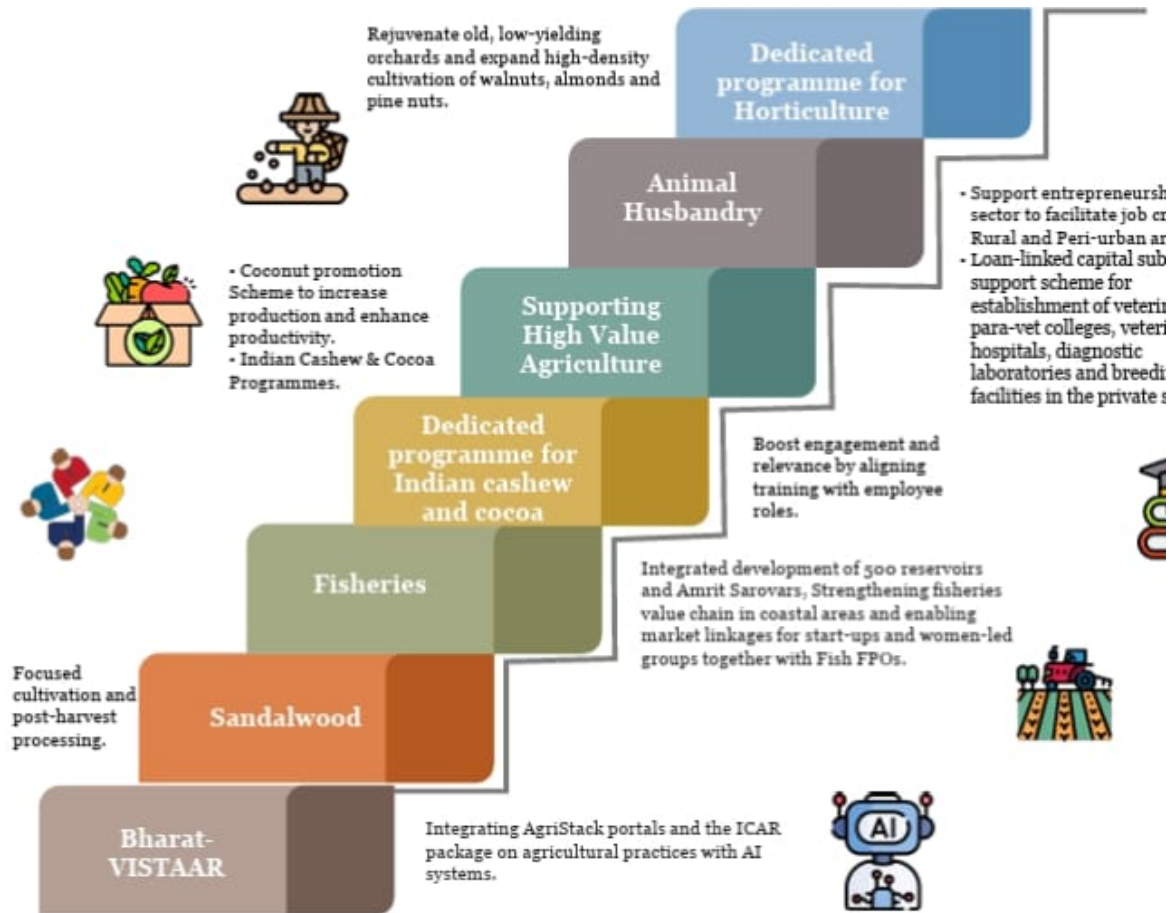 Rejuvenate old, low-yielding
orchards and expand high-density
cultivation of walnuts, almonds and
pine nuts.
Dedicated
programme for
Horticulture
Animal
Husbandry
- Support
sector to facilitate job
Rural and Peri-urban
- Loan-linked capital
support scheme for
establishment of
para-vet colleges,
hospitals, diagnostic
laboratories and
facilities in the private
- Coconut promotion
Scheme to increase
production and enhance
productivity.
- Indian Cashew & Cocoa
Programmes.
Supporting
High Value
Agriculture
Dedicated
programme for
Indian cashew
and cocoa
Boost engagement and
relevance by aligning
training with employee
roles.
Fisheries
Integrated development of 500 reservoirs
and Amrit Sarovars, Strengthening fisheries
value chain in coastal areas and enabling
market linkages for start-ups and women-led
groups together with Fish FPOs.
Focused
cultivation and
post-harvest
processing.
Sandalwood
Bharat-
VISTAAR
Integrating AgriStack portals and the ICAR
package on agricultural practices with AI
systems.
AI